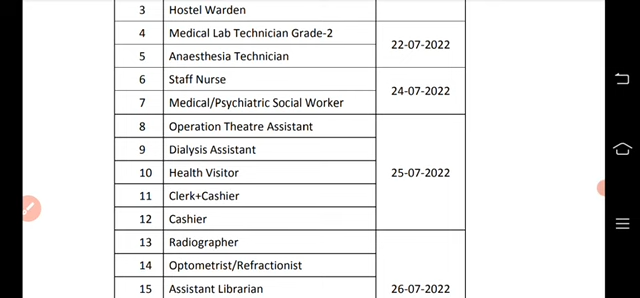 3 Hostel Warden
4 Medical Lab Technician Grade-2
22-07-2022
5 Anaesthesia Technician
6 Staff Nurse
24-07-2022
7 Medical/Psychiatric Social Worker
8 Operation Theatre Assistant
9 Dialysis Assistant
10 Health Visitor
25-07-2022
11 Clerk+Cashier
12 Cashier
13 Radiographer
14 Optometrist/Refractionist
15 Assistant Librarian
26-07-2022